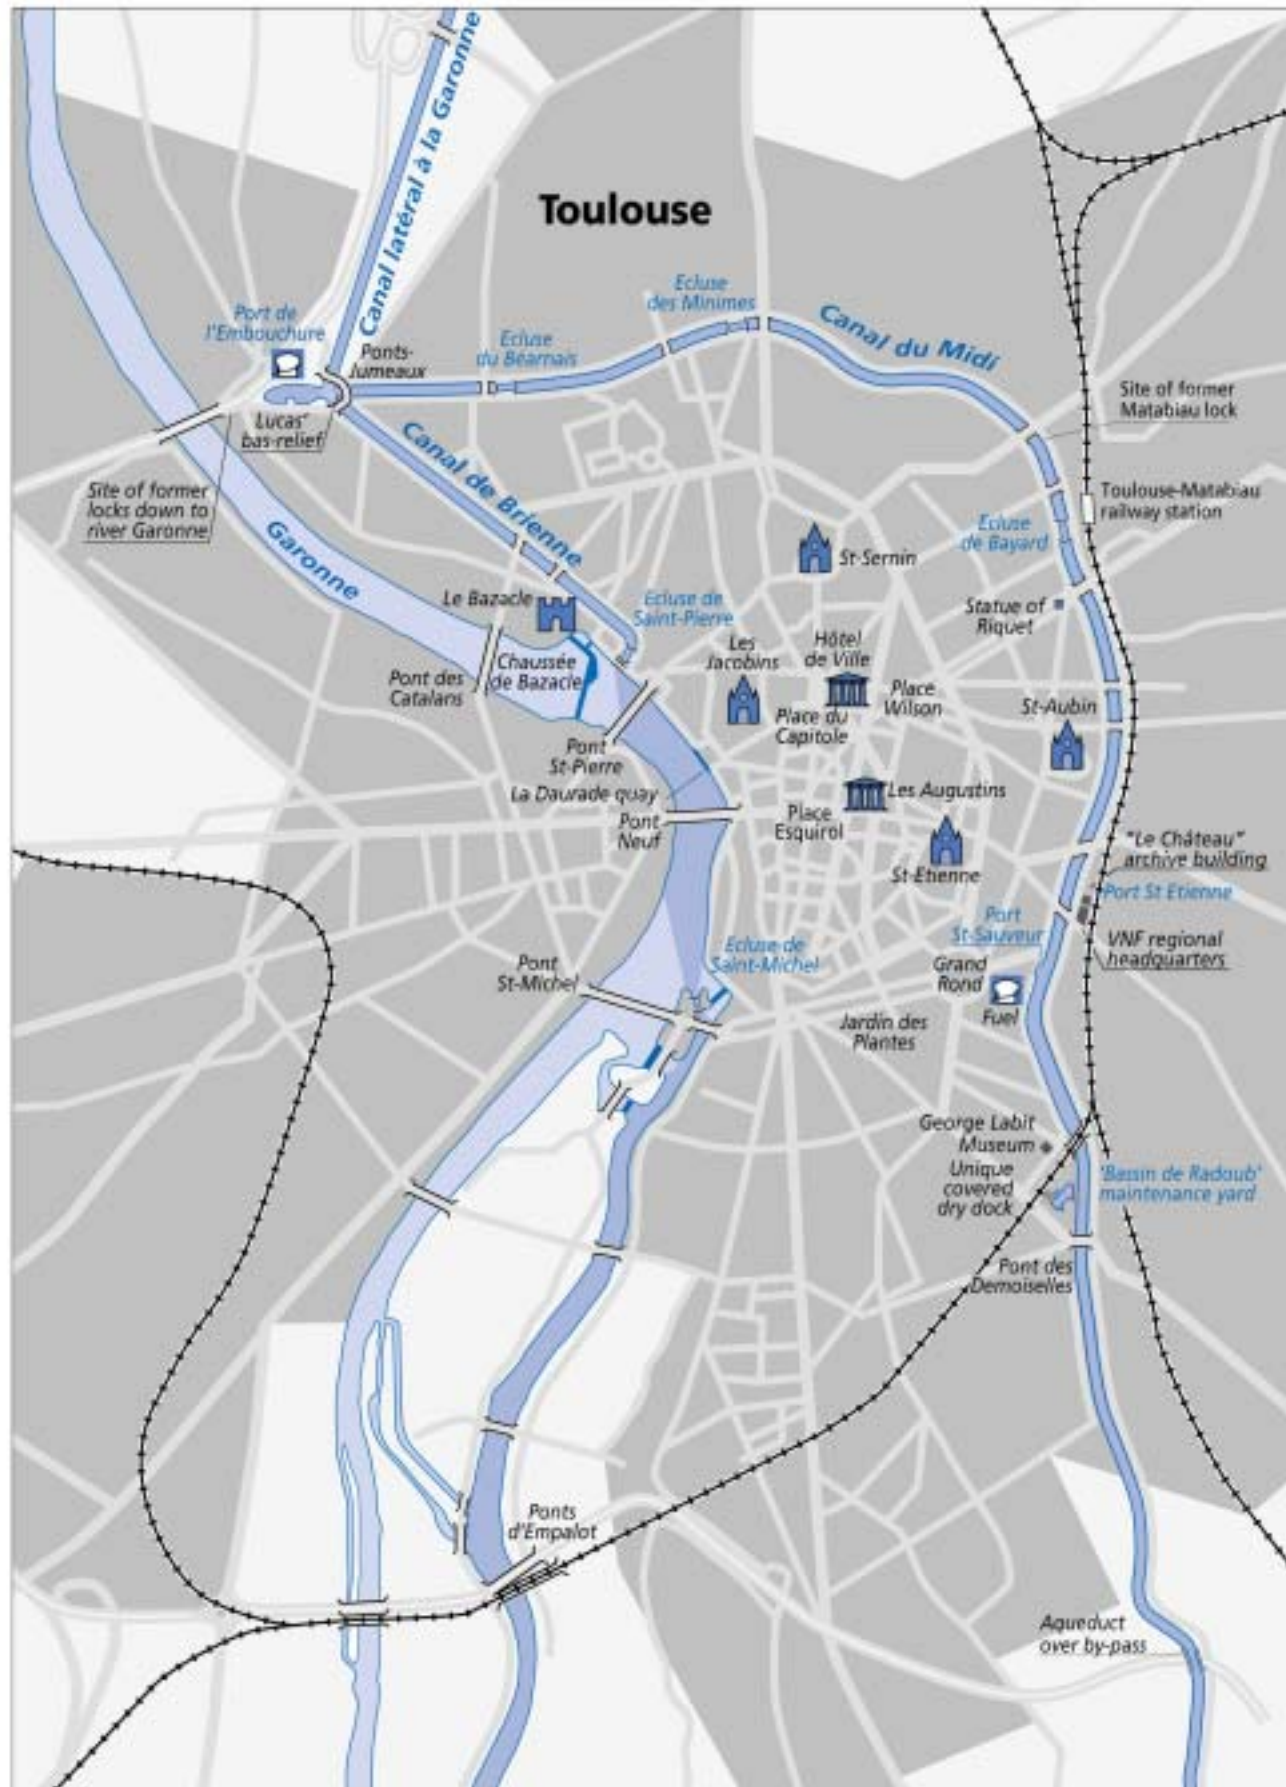 Canal latéral à la Garonne
Toulouse
Ecluse
des Minimes
Canal du Midi
Port de
l'Embouchure
Ecluse
du Béarnais
Ponts-
Jumeaux
Site of former
Matabiau lock
Lucas'
bas-relief
Canal de Brienne
Site of former
locks down to
river Garonne
Toulouse-Matabiau
railway station
Garonne
Ecluse
de Bayard
St-Sernin
Le Bazacle
Ecluse de
Saint-Pierre
Statue of
Riquet
Les
Jacobins
Hôtel
de Ville
Chaussée
de Bazacle
Pont des
Catalans
Place
Wilson
St-Aubin
Place du
Capitole
Pont
St-Pierre
La Daurade quay
Les Augustins
Pont
Neuf
Place
Esquirol
"Le Château"
archive building
St-Etienne
Port St Etienne
Port
St-Sauveur
Ecluse de
Saint-Michel
VNF regional
headquarters
Pont
St-Michel
Grand
Rond
Fuel
Jardin des
Plantes
George Labit
Museum
Unique
covered
dry dock
'Bassin de Radoub'
maintenance yard
Pont des
Demoiselles
Ponts
d'Empalot
Aqueduct
over by-pass